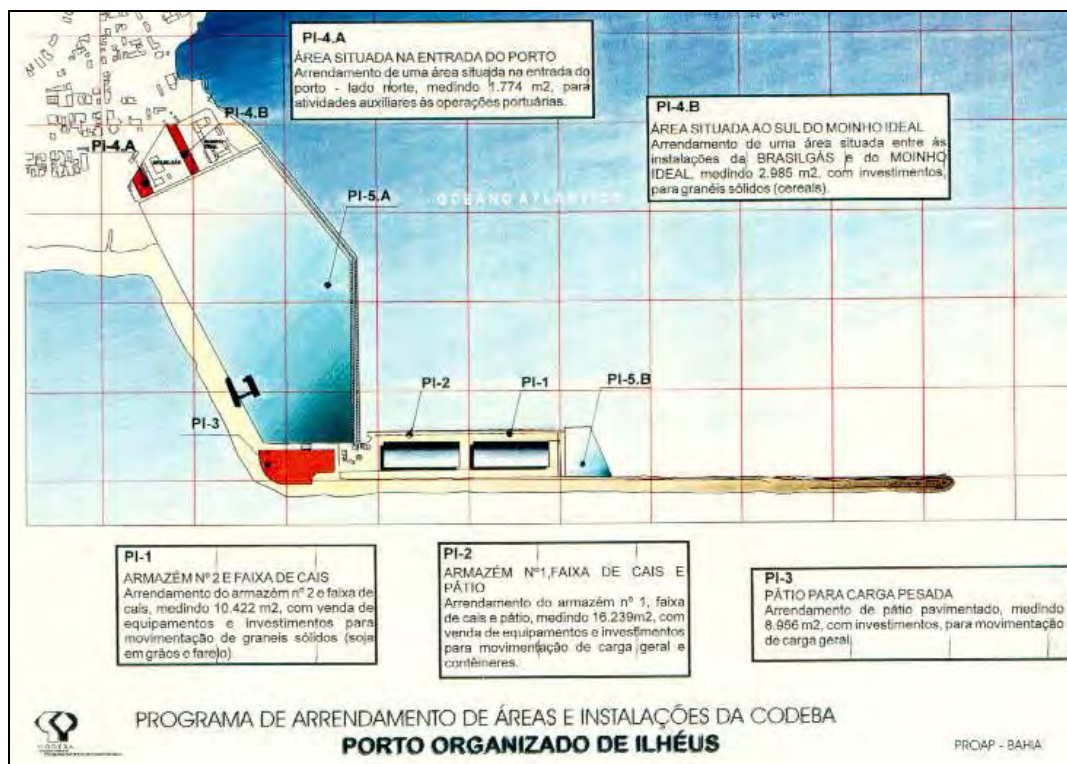 PI-4.A
ÁREA SITUADA NA ENTRADA DO PORTO
Arrendamento de uma área situada na entrada do
porto - lado norte, medindo 1.774 m2, para
atividades auxiliares às operações portuárias.
PI-4.B
ÁREA SITUADA AO SUL DO MOINHO IDEAL
Arrendamento de uma área situada entre às
instalações da BRASILGÁS e do MOINHO
IDEAL, medindo 2.985 m2, com investimentos,
para granéis sólidos (cereais).
PI-4.B
PI-4.A
BRASILGÁS
PI-5.A
OCEANO ATLÂNTICO
PI-2
PI-1
PI-5.B
PI-3
PI-1
ARMAZÉM Nº 2 E FAIXA DE CAIS
Arrendamento do armazém nº 2 e faixa de
cais, medindo 10.422 m2, com venda de
equipamentos e investimentos para
movimentação de graneis sólidos (soja
em grãos e farelo)
PI-2
ARMAZÉM Nº1,FAIXA DE CAIS E
PÁTIO
Arrendamento do armazém nº 1, faixa
de cais e pátio, medindo 16.239m2, com
venda de equipamentos e investimentos
para movimentação de carga geral e
contêineres.
PI-3
PÁTIO PARA CARGA PESADA
Arrendamento de pátio pavimentado, medindo
6.956 m2, com investimentos, para movimentação
de carga geral
CODEBA
PROGRAMA DE ARRENDAMENTO DE ÁREAS E INSTALAÇÕES DA CODEBA
PORTO ORGANIZADO DE ILHÉUS
PROAP - BAHIA